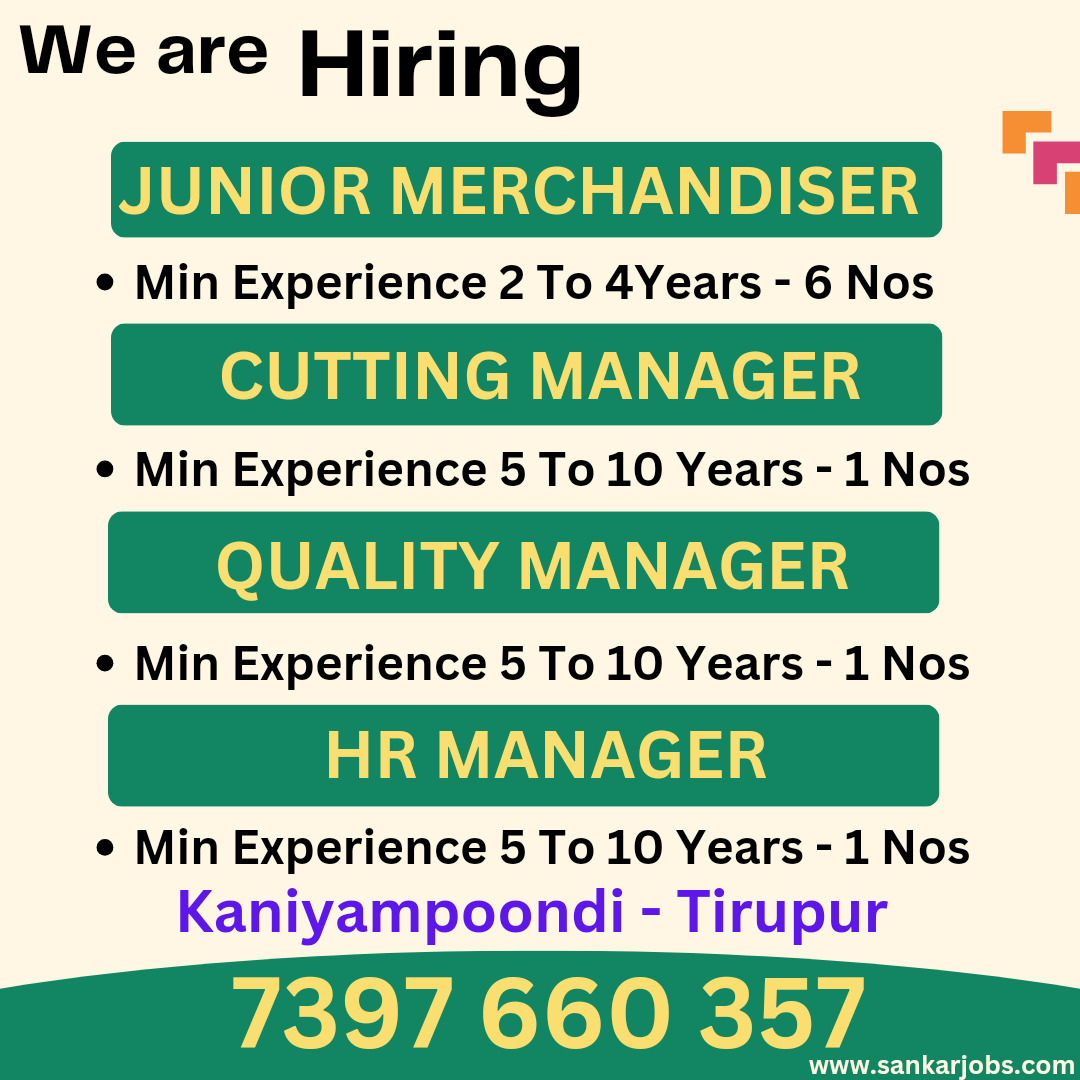 We are Hiring
JUNIOR MERCHANDISER
• Min Experience 2 To 4Years - 6 Nos
CUTTING MANAGER
• Min Experience 5 To 10 Years - 1 Nos
QUALITY MANAGER
• Min Experience 5 To 10 Years - 1 Nos
HR MANAGER
• Min Experience 5 To 10 Years - 1 Nos
Kaniyampoondi - Tirupur
7397 660 357
www.sankarjobs.com